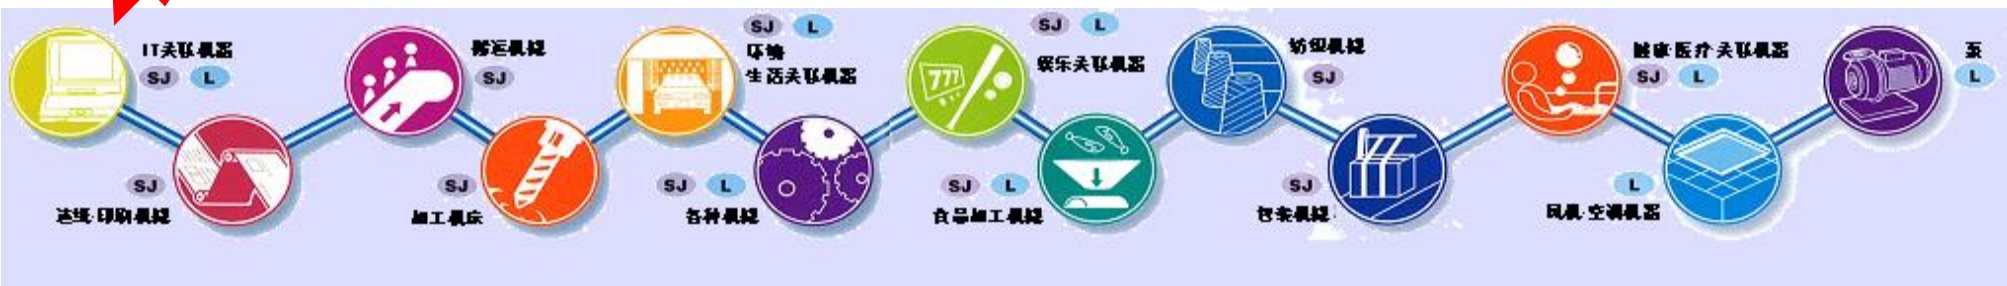 IT关联机器
SJ L
SJ
造纸·印刷机械
搬运机械
SJ
SJ
加工机床
SJ L
环境
生活关联机器
SJ L
各种机械
SJ L
娱乐关联机器
777
SJ L
食品加工机械
纺织机械
SJ
SJ
包装机械
健康·医疗关联机器
SJ L
L
风机·空调机器
泵
L